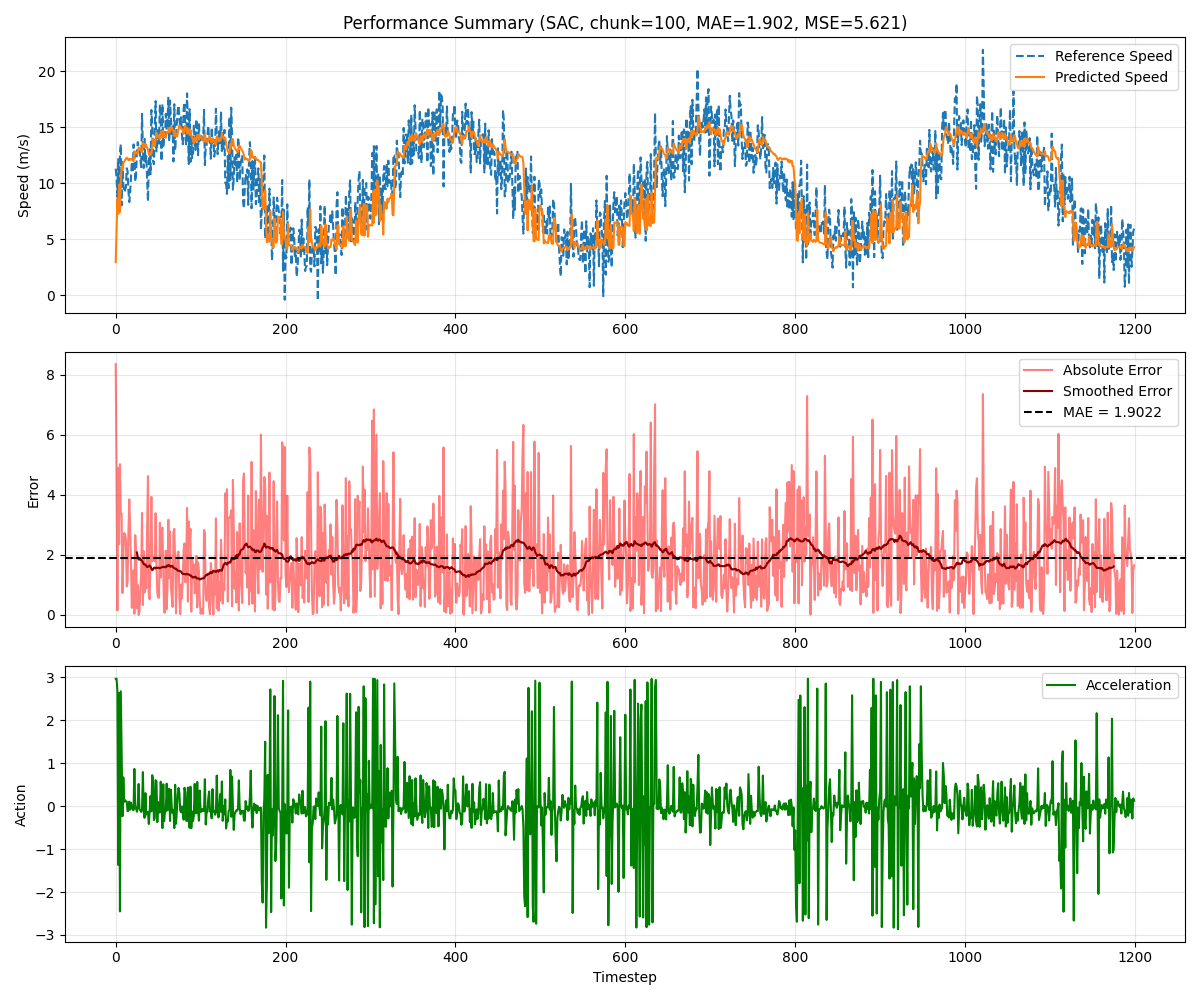 Performance Summary (SAC, chunk=100, MAE=1.902, MSE=5.621)
Speed (m/s)
20
15
10
5
0
Reference Speed
Predicted Speed
0 200 400 600 800 1000 1200
Error
8
6
4
2
0
Absolute Error
Smoothed Error
MAE = 1.9022
0 200 400 600 800 1000 1200
Action
3
2
1
0
−1
−2
−3
Acceleration
0 200 400 600 800 1000 1200
Timestep